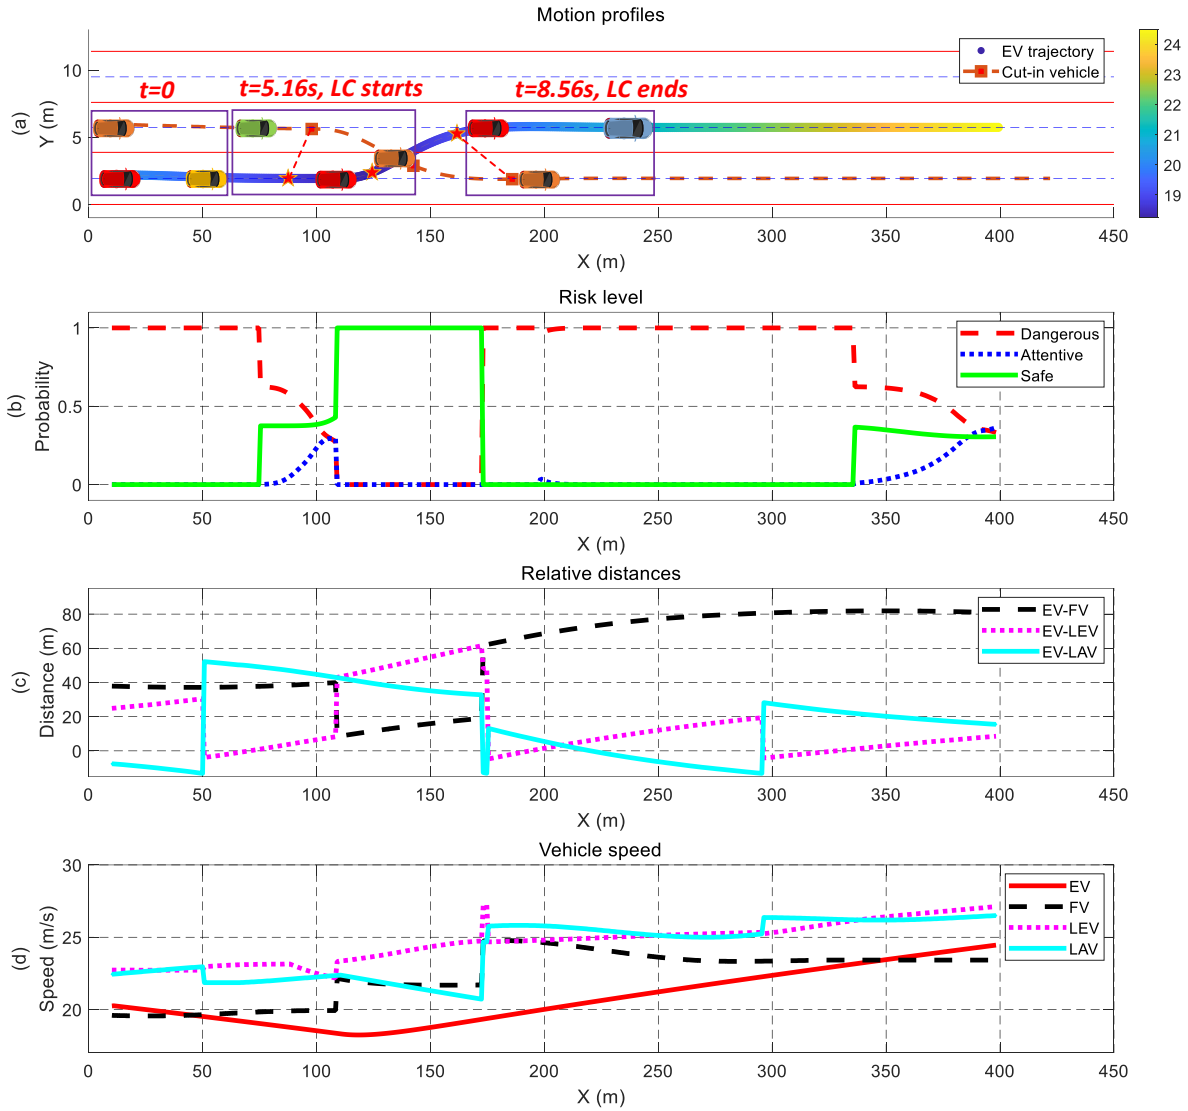 Motion profiles
t=0
t=5.16s, LC starts
t=8.56s, LC ends
EV trajectory
Cut-in vehicle
(a)
Y (m)
10
5
0
0 50 100 150 200 250 300 350 400 450
X (m)
24
23
22
21
20
19
Risk level
Dangerous
Attentive
Safe
(b)
Probability
1
0.5
0
0 50 100 150 200 250 300 350 400 450
X (m)
Relative distances
EV-FV
EV-LEV
EV-LAV
(c)
Distance (m)
80
60
40
20
0
0 50 100 150 200 250 300 350 400 450
X (m)
Vehicle speed
EV
FV
LEV
LAV
(d)
Speed (m/s)
30
25
20
0 50 100 150 200 250 300 350 400 450
X (m)